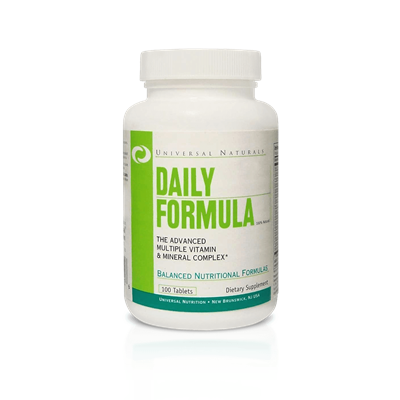 UNIVERSAL NATURALS
DAILY
FORMULA
THE ADVANCED
MULTIPLE VITAMIN
& MINERAL COMPLEX*
BALANCED NUTRITIONAL FORMULAS
100 Tablets Dietary Supplement
UNIVERSAL NUTRITION • NEW BRUNSWICK, NJ USA